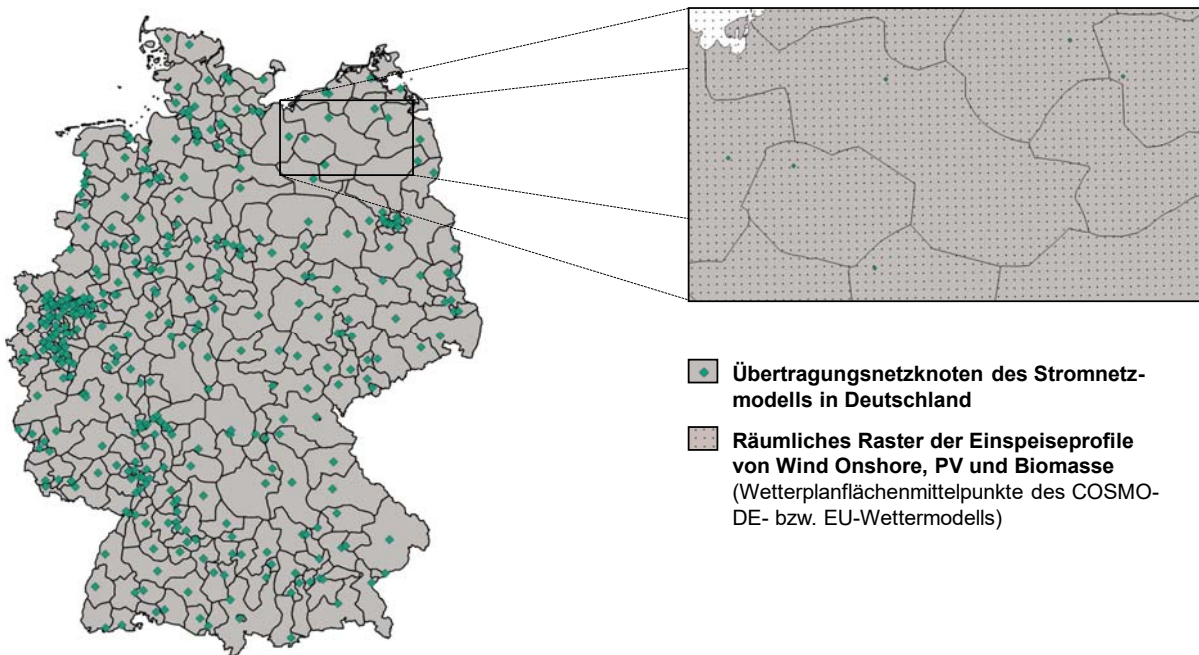 Übertragungsnetzknoten des Stromnetz-
modells in Deutschland
Räumliches Raster der Einspeiseprofile
von Wind Onshore, PV und Biomasse
(Wetterplanflächenmittelpunkte des COSMO-
DE- bzw. EU-Wettermodells)